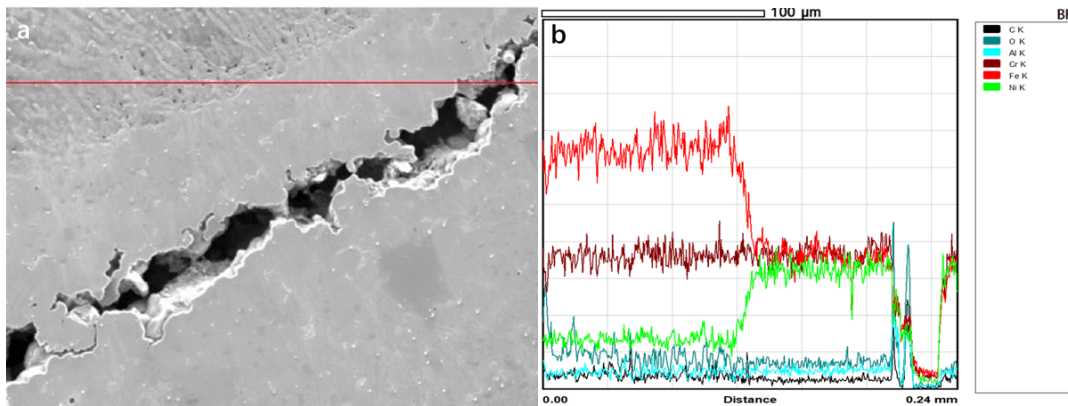 a
100 µm
b
C K
O K
Al K
Cr K
Fe K
Ni K
0.00
Distance
0.24 mm